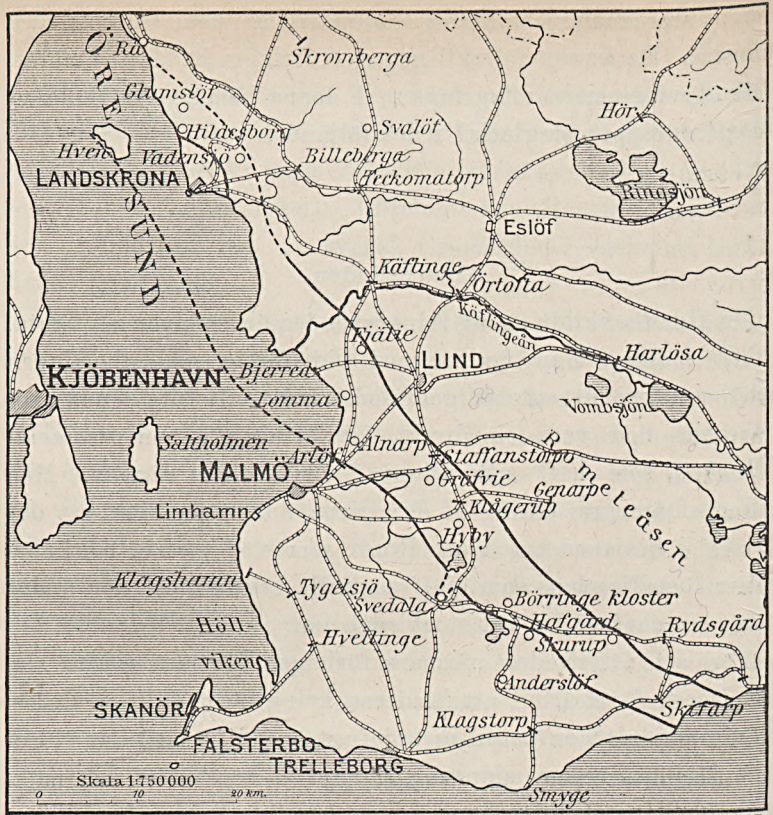 ÖRE
SUND
Rå
Skromberga
Glumslöf
Hildesborg
Svalöf
Hör
Hven
Vadensjö
Billeberga
LANDSKRONA
Teckomatorp
Ringsjön
Eslöf
Käflinge
Örtofta
Käflingeån
Fjälie
Harlösa
KJÖBENHAVN
Bjerred
LUND
Lomma
Vombsjön
Saltholmen
Alnarp
Romeleåsen
Arlöf
Staffanstorp
MALMÖ
Gräfvie
Genarp
Limhamn
Klågerup
Hyby
Klagshamn
Tygelsjö
Svedala
Börringe kloster
Höll-
Hafgård
Rydsgård
Hvellinge
Skurup
viken
Anderslöf
SKANÖR
Klagstorp
Skifarp
FALSTERBO
TRELLEBORG
Skala 1:750000
0 10 20 km.
Smyge